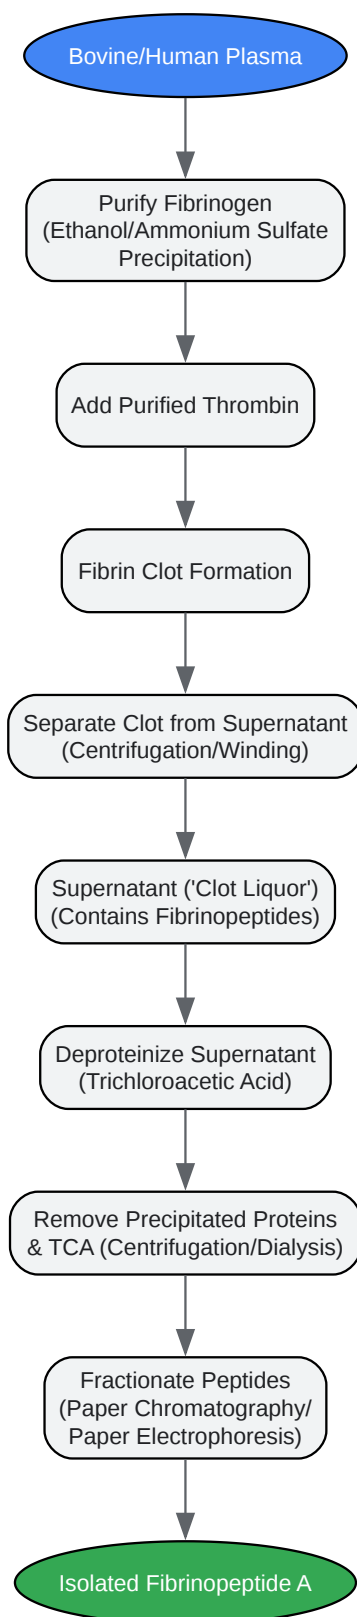 Bovine/Human Plasma
Purify Fibrinogen
(Ethanol/Ammonium Sulfate
Precipitation)
Add Purified Thrombin
Fibrin Clot Formation
Separate Clot from Supernatant
(Centrifugation/Winding)
Supernatant ('Clot Liquor')
(Contains Fibrinopeptides)
Deproteinize Supernatant
(Trichloroacetic Acid)
Remove Precipitated Proteins
& TCA (Centrifugation/Dialysis)
Fractionate Peptides
(Paper Chromatography/
Paper Electrophoresis)
Isolated Fibrinopeptide A